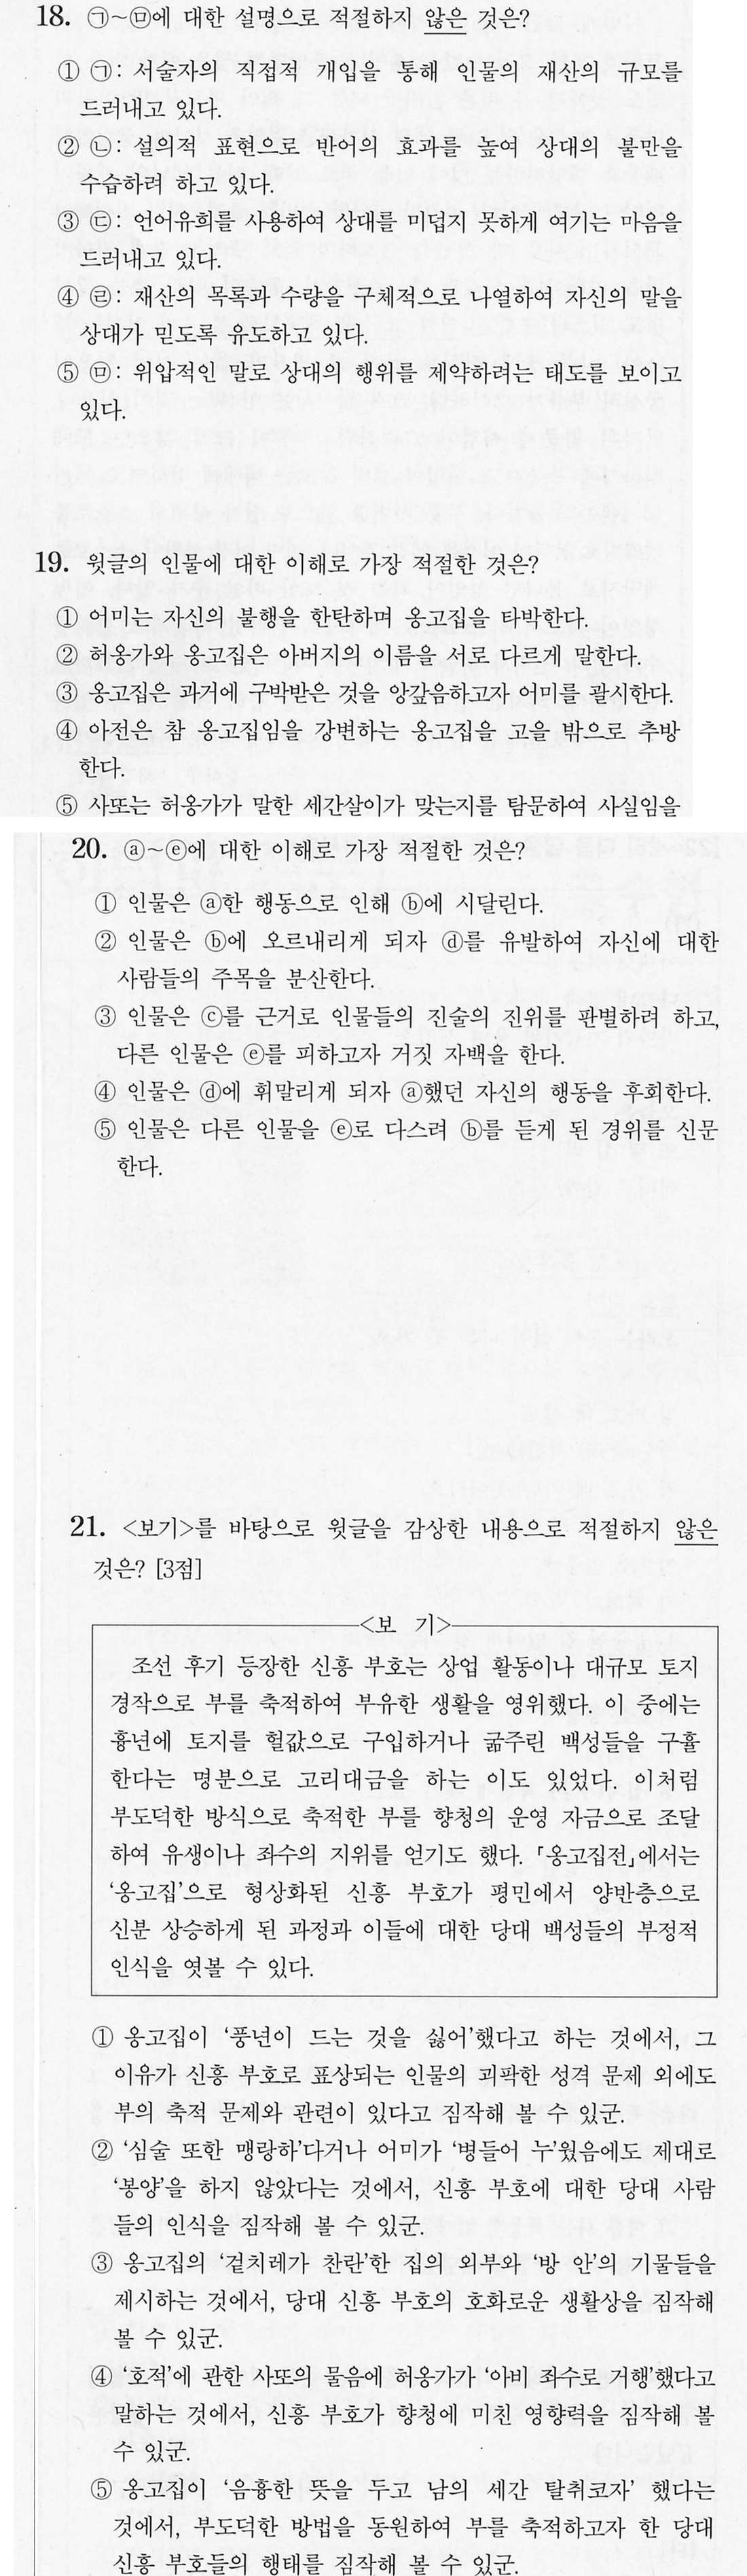 18. ㉠~㉤에 대한 설명으로 적절하지 않은 것은?
① ㉠: 서술자의 직접적 개입을 통해 인물의 재산의 규모를
드러내고 있다.
② ㉡: 설의적 표현으로 반어의 효과를 높여 상대의 불만을
수습하려 하고 있다.
③ ㉢: 언어유희를 사용하여 상대를 미덥지 못하게 여기는 마음을
드러내고 있다.
④ ㉣: 재산의 목록과 수량을 구체적으로 나열하여 자신의 말을
상대가 믿도록 유도하고 있다.
⑤ ㉤: 위압적인 말로 상대의 행위를 제약하려는 태도를 보이고
있다.
19. 윗글의 인물에 대한 이해로 가장 적절한 것은?
① 어미는 자신의 불행을 한탄하며 옹고집을 타박한다.
② 허옹가와 옹고집은 아버지의 이름을 서로 다르게 말한다.
③ 옹고집은 과거에 구박받은 것을 앙갚음하고자 어미를 괄시한다.
④ 아전은 참 옹고집임을 강변하는 옹고집을 고을 밖으로 추방
한다.
⑤ 사또는 허옹가가 말한 세간살이가 맞는지를 탐문하여 사실임을
20. ⓐ~ⓔ에 대한 이해로 가장 적절한 것은?
① 인물은 ⓐ한 행동으로 인해 ⓑ에 시달린다.
② 인물은 ⓑ에 오르내리게 되자 ⓓ를 유발하여 자신에 대한
사람들의 주목을 분산한다.
③ 인물은 ⓒ를 근거로 인물들의 진술의 진위를 판별하려 하고,
다른 인물은 ⓔ를 피하고자 거짓 자백을 한다.
④ 인물은 ⓓ에 휘말리게 되자 ⓐ했던 자신의 행동을 후회한다.
⑤ 인물은 다른 인물을 ⓔ로 다스려 ⓑ를 듣게 된 경위를 신문
한다.
21. <보기>를 바탕으로 윗글을 감상한 내용으로 적절하지 않은
것은? [3점]
<보 기>
조선 후기 등장한 신흥 부호는 상업 활동이나 대규모 토지
경작으로 부를 축적하여 부유한 생활을 영위했다. 이 중에는
흉년에 토지를 헐값으로 구입하거나 굶주린 백성들을 구휼
한다는 명분으로 고리대금을 하는 이도 있었다. 이처럼
부도덕한 방식으로 축적한 부를 향청의 운영 자금으로 조달
하여 유생이나 좌수의 지위를 얻기도 했다. 「옹고집전」에서는
‘옹고집’으로 형상화된 신흥 부호가 평민에서 양반층으로
신분 상승하게 된 과정과 이들에 대한 당대 백성들의 부정적
인식을 엿볼 수 있다.
① 옹고집이 ‘풍년이 드는 것을 싫어’했다고 하는 것에서, 그
이유가 신흥 부호로 표상되는 인물의 괴팍한 성격 문제 외에도
부의 축적 문제와 관련이 있다고 짐작해 볼 수 있군.
② ‘심술 또한 맹랑하’다거나 어미가 ‘병들어 누’웠음에도 제대로
‘봉양’을 하지 않았다는 것에서, 신흥 부호에 대한 당대 사람
들의 인식을 짐작해 볼 수 있군.
③ 옹고집의 ‘겉치레가 찬란’한 집의 외부와 ‘방 안’의 기물들을
제시하는 것에서, 당대 신흥 부호의 호화로운 생활상을 짐작해
볼 수 있군.
④ ‘호적’에 관한 사또의 물음에 허옹가가 ‘아비 좌수로 거행’했다고
말하는 것에서, 신흥 부호가 향청에 미친 영향력을 짐작해 볼
수 있군.
⑤ 옹고집이 ‘음흉한 뜻을 두고 남의 세간 탈취코자’ 했다는
것에서, 부도덕한 방법을 동원하여 부를 축적하고자 한 당대
신흥 부호들의 행태를 짐작해 볼 수 있군.